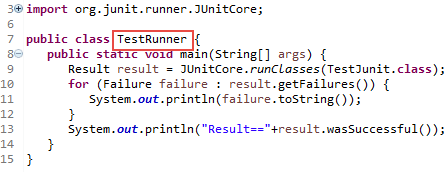 3 import org.junit.runner.JUnitCore;
6
7 public class TestRunner {
8 public static void main(String[] args) {
9 Result result = JUnitCore.runClasses(TestJunit.class);
10 for (Failure failure : result.getFailures()) {
11 System.out.println(failure.toString());
12 }
13 System.out.println("Result=="+result.wasSuccessful());
14 }
15 }